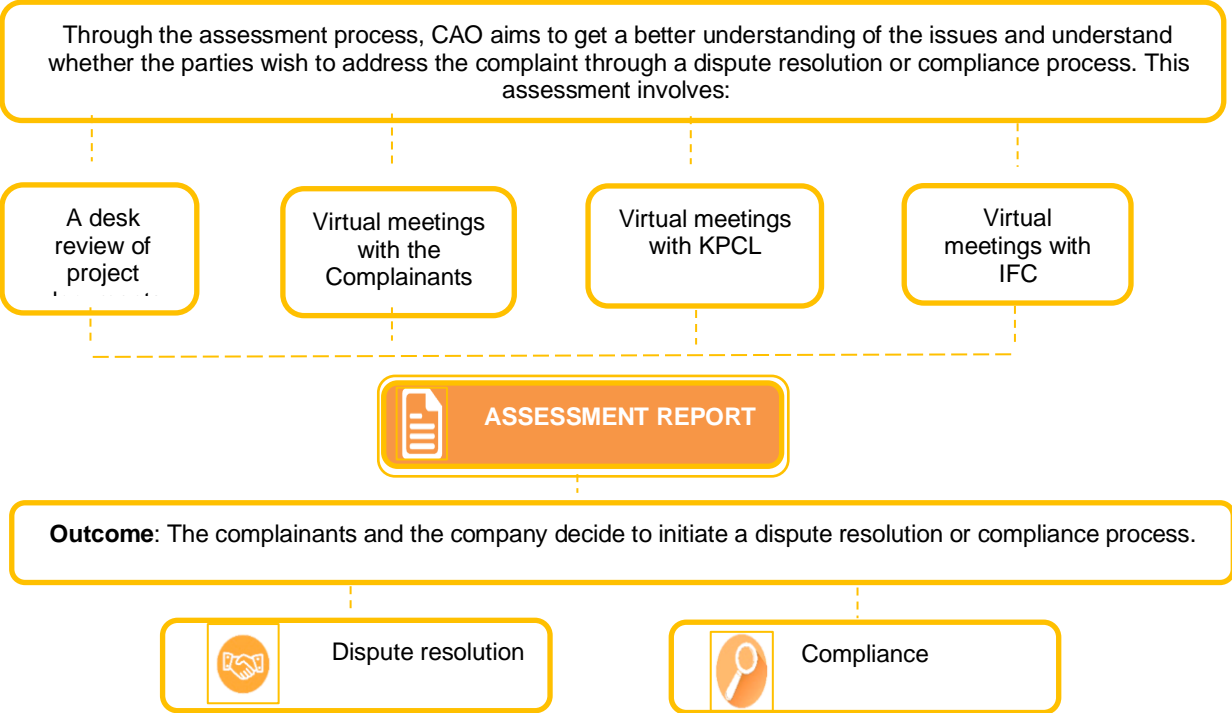 Through the assessment process, CAO aims to get a better understanding of the issues and understand
whether the parties wish to address the complaint through a dispute resolution or compliance process. This
assessment involves:
A desk
review of
project
Virtual meetings
with the
Complainants
Virtual meetings
with KPCL
Virtual
meetings with
IFC
ASSESSMENT REPORT
Outcome: The complainants and the company decide to initiate a dispute resolution or compliance process.
Dispute resolution
Compliance